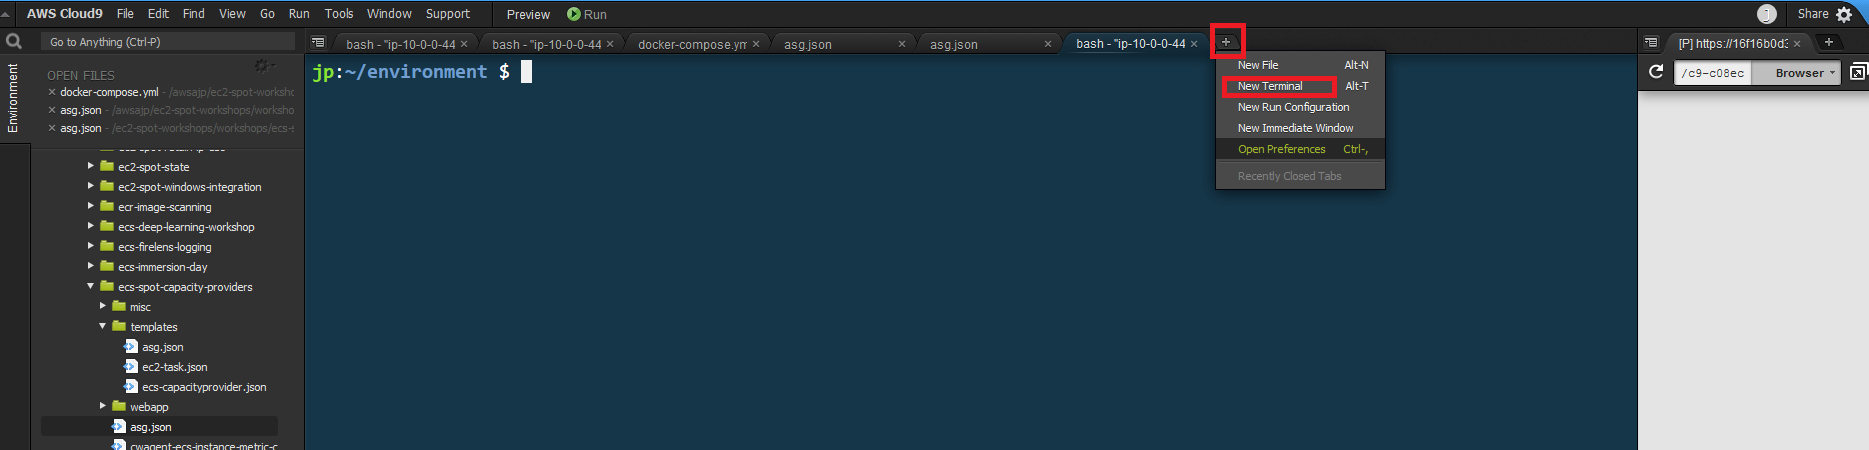 AWS Cloud9 File Edit Find View Go Run Tools Window Support Preview Run j Share
Go to Anything (Ctrl-P)
bash - "ip-10-0-0-44 bash - "ip-10-0-0-44 docker-compose.ym asg.json asg.json bash - "ip-10-0-0-44 [P] https://16f16b0d3
Environment
OPEN FILES
docker-compose.yml - /awsajp/ec2-spot-worksho
asg.json - /awsajp/ec2-spot-workshops/worksho
asg.json - /ec2-spot-workshops/workshops/ecs-s
ec2-spot-state
ec2-spot-windows-integration
ecr-image-scanning
ecs-deep-learning-workshop
ecs-firelens-logging
ecs-immersion-day
ecs-spot-capacity-providers
misc
templates
asg.json
ec2-task.json
ecs-capacityprovider.json
webapp
asg.json
cwagent-ecs-instance-metric-c
jp:~/environment $
New File Alt-N
New Terminal Alt-T
New Run Configuration
New Immediate Window
Open Preferences Ctrl-,
Recently Closed Tabs
/c9-c08ec Browser